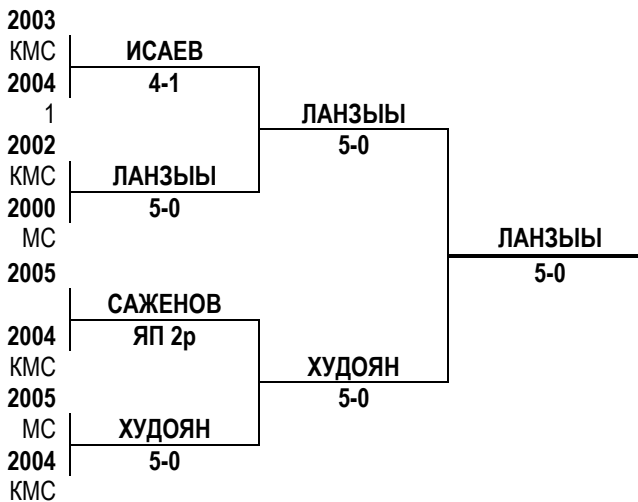 2003
КМС ИСАЕВ
2004 4-1
1 ЛАНЗЫЫ
2002 5-0
КМС ЛАНЗЫЫ
2000 5-0
МС ЛАНЗЫЫ
2005 5-0
САЖЕНОВ
2004 ЯП 2р
КМС ХУДОЯН
2005 5-0
МС ХУДОЯН
2004 5-0
КМС